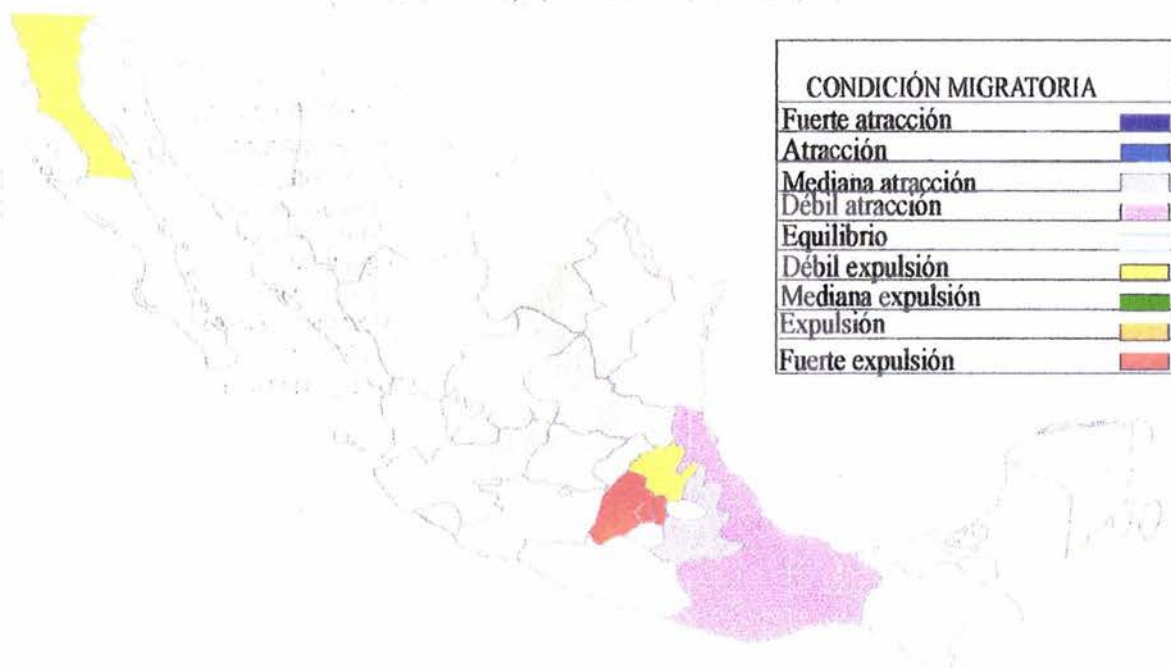 CONDICIÓN MIGRATORIA
Fuerte atracción
Atracción
Mediana atracción
Débil atracción
Equilibrio
Débil expulsión
Mediana expulsión
Expulsión
Fuerte expulsión